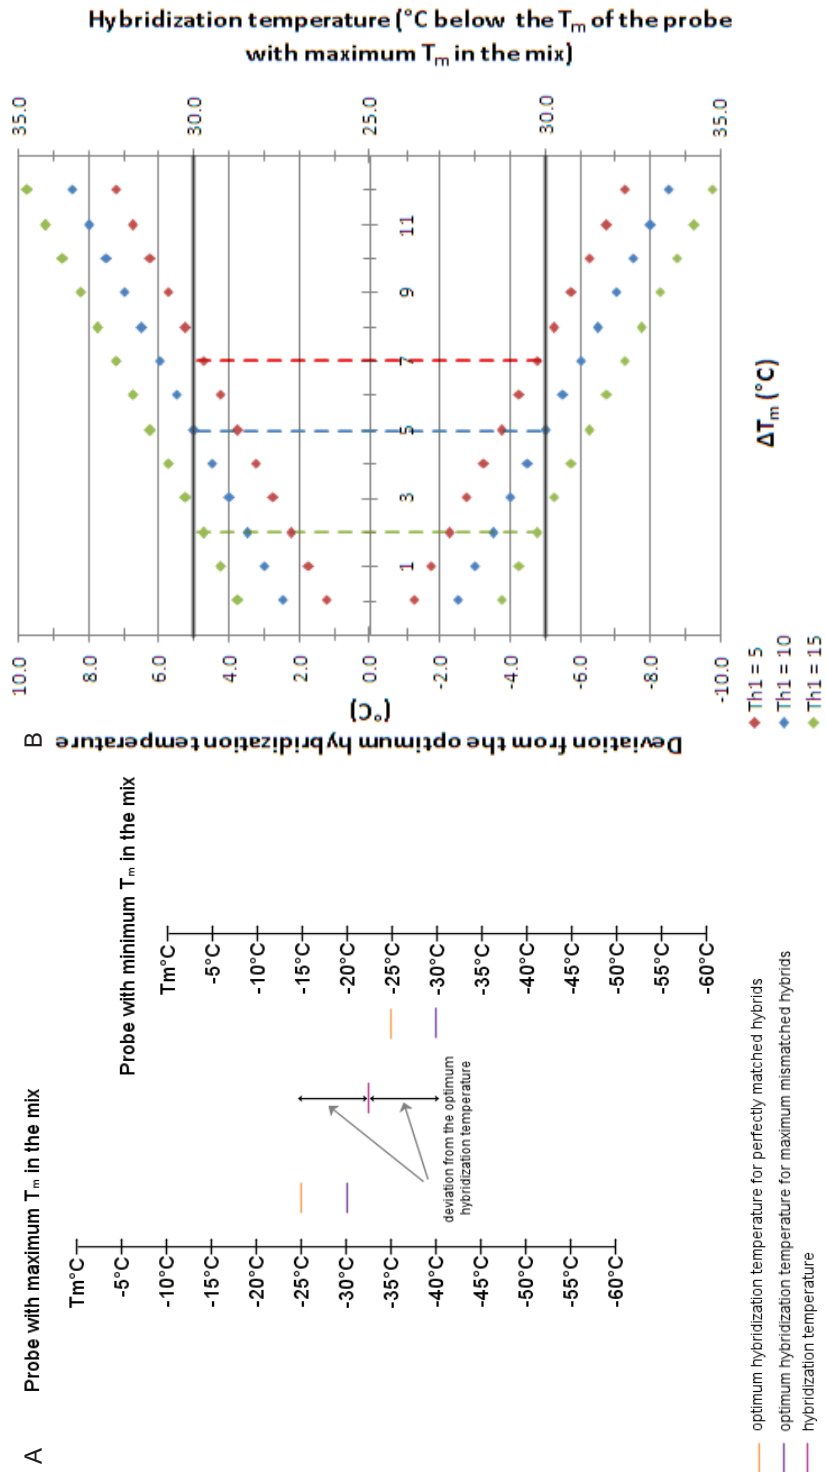 A
Probe with maximum Tm in the mix
Tm°C
-5°C
-10°C
-15°C
-20°C
-25°C
-30°C
-35°C
-40°C
-45°C
-50°C
-55°C
-60°C
deviation from the optimum
hybridization temperature
Probe with minimum Tm in the mix
Tm°C
-5°C
-10°C
-15°C
-20°C
-25°C
-30°C
-35°C
-40°C
-45°C
-50°C
-55°C
-60°C
optimum hybridization temperature for perfectly matched hybrids
optimum hybridization temperature for maximum mismatched hybrids
hybridization temperature
B
Deviation from the optimum hybridization temperature
(°C)
10.0
8.0
6.0
4.0
2.0
0.0
-2.0
-4.0
-6.0
-8.0
-10.0
1
3
5
7
9
11
ΔTm (°C)
35.0
30.0
25.0
30.0
35.0
Hybridization temperature (°C below the Tm of the probe
with maximum Tm in the mix)
Th1 = 5
Th1 = 10
Th1 = 15